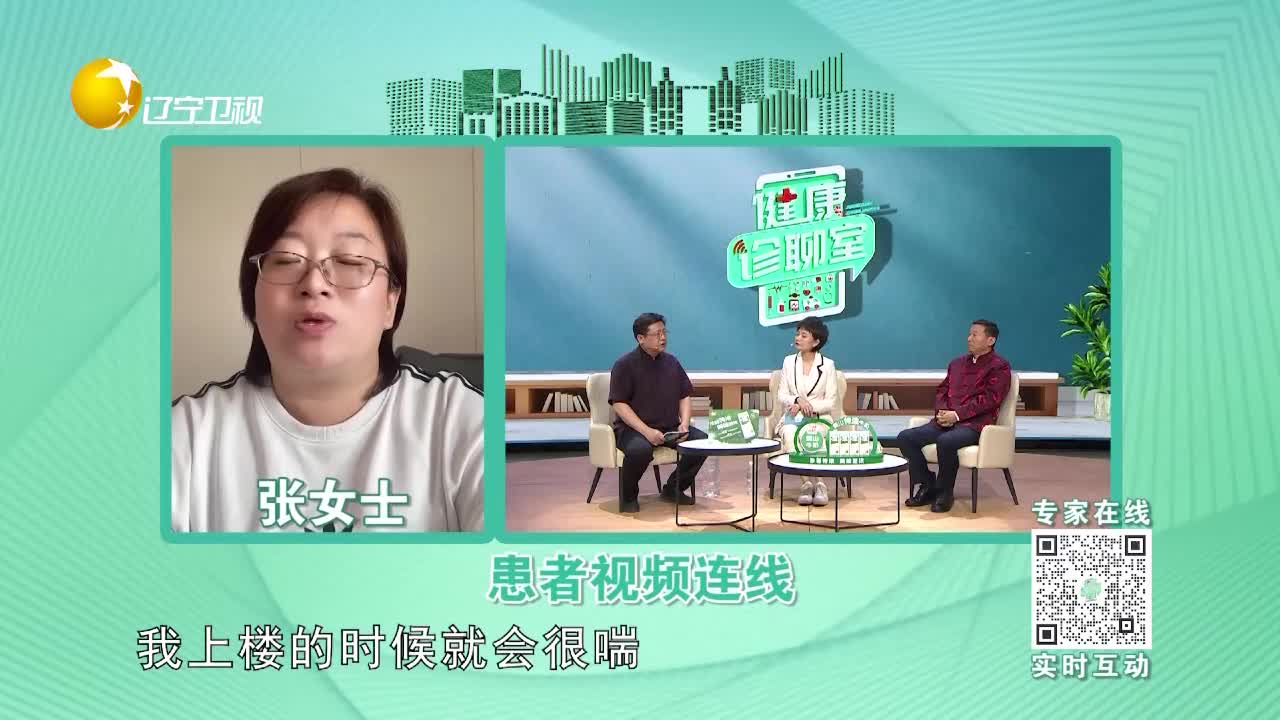 辽宁卫视
健康
诊聊室
张女士
专家在线
患者视频连线
我上楼的时候就会很喘
实时互动